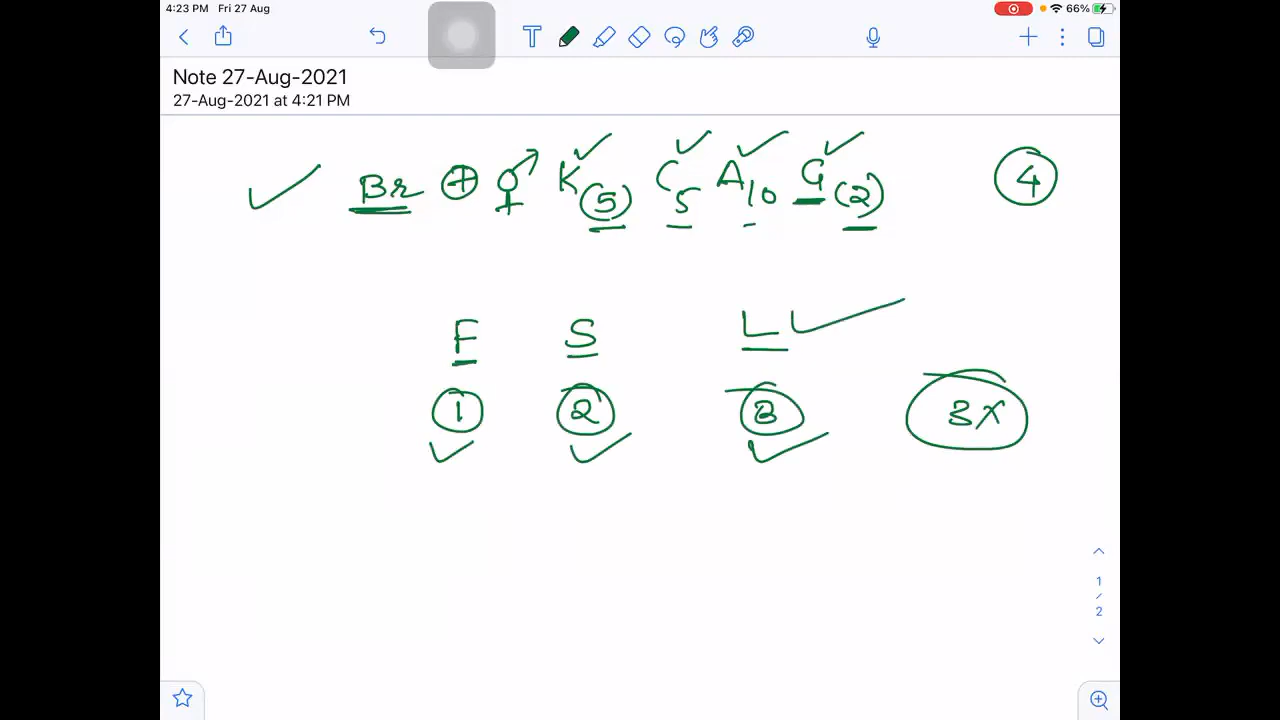 4:23 PM Fri 27 Aug
66%
T
Note 27-Aug-2021
27-Aug-2021 at 4:21 PM
Br ⊕ ⚥ K(5) C5 A10 G(2) 4
F S L
1 2 3 3x
1
/
2